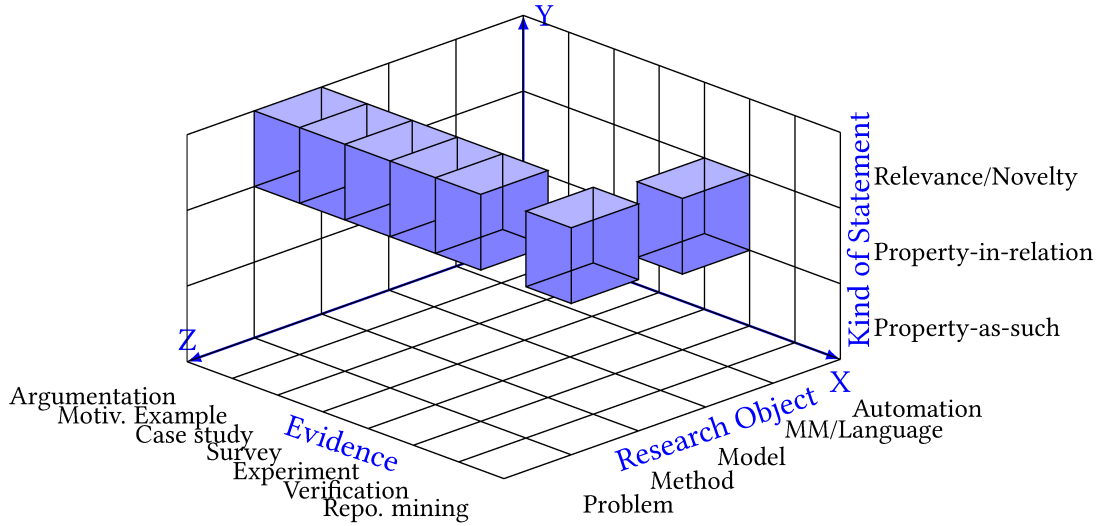 Y
Kind of Statement
Relevance/Novelty
Property-in-relation
Property-as-such
Z
X
Argumentation
Motiv. Example
Case study
Survey
Experiment
Verification
Repo. mining
Evidence
Research Object
Automation
MM/Language
Model
Method
Problem